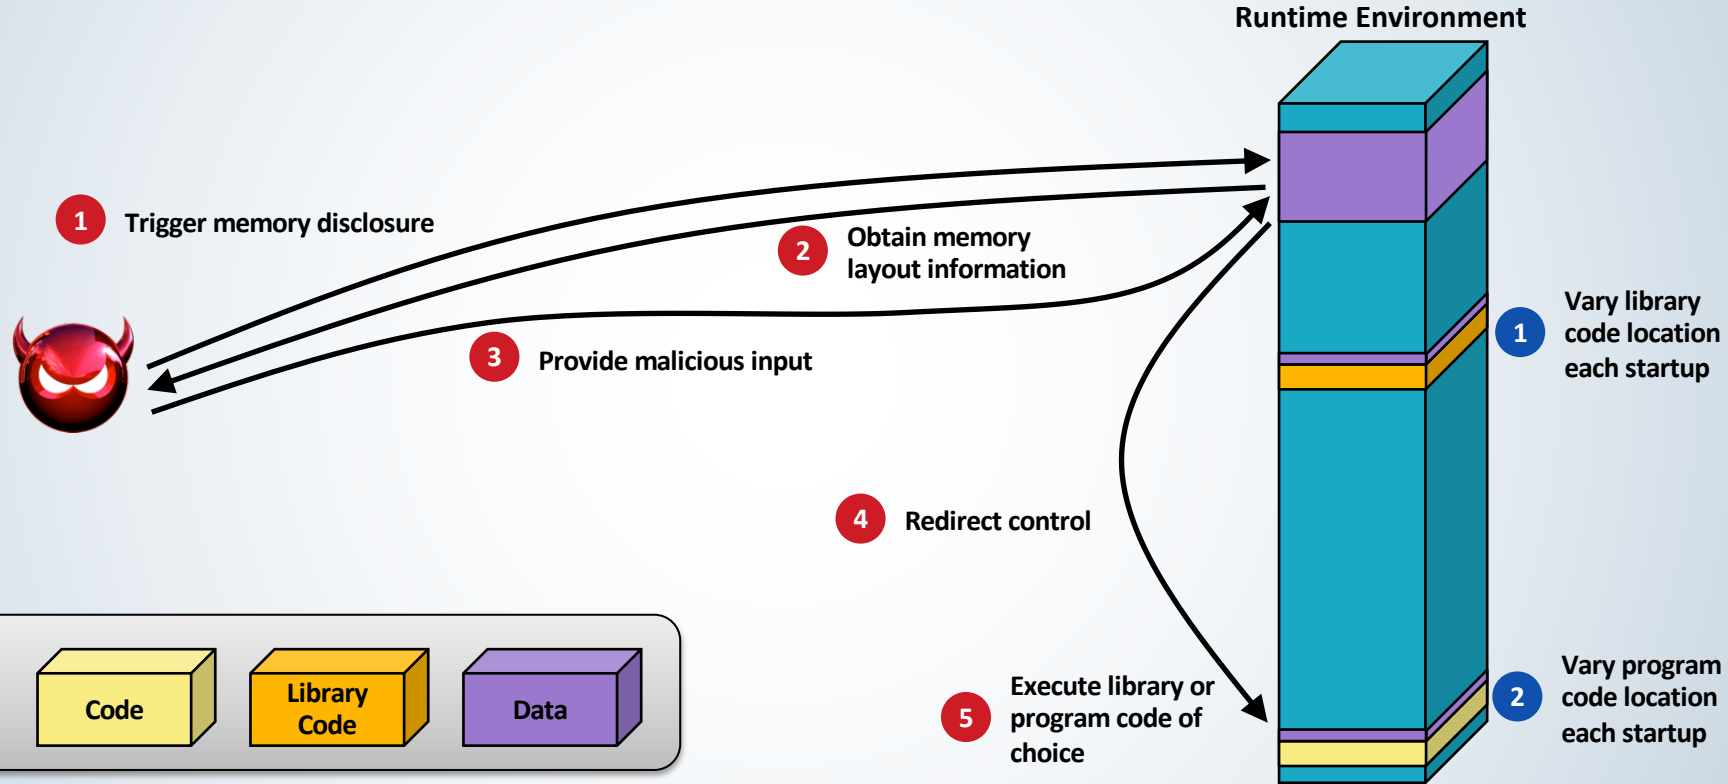 Runtime Environment
1 Trigger memory disclosure
2 Obtain memory
layout information
3 Provide malicious input
1 Vary library
code location
each startup
4 Redirect control
5 Execute library or
program code of
choice
2 Vary program
code location
each startup
Code
Library
Code
Data